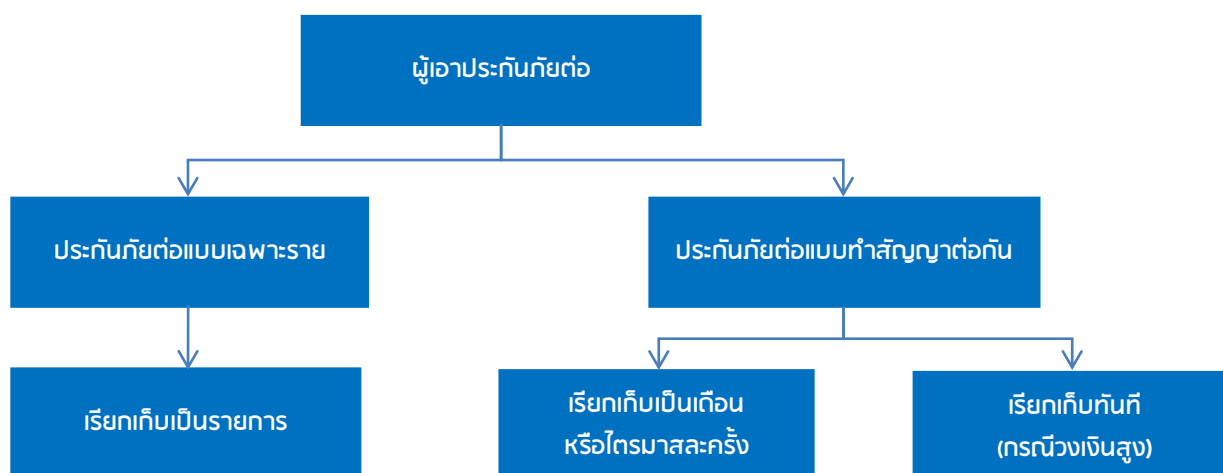 ผู้เอาประกันภัยต่อ
ประกันภัยต่อแบบเฉพาะราย
ประกันภัยต่อแบบทำสัญญาต่อกัน
เรียกเก็บเป็นรายการ
เรียกเก็บเป็นเดือน
หรือไตรมาสละครั้ง
เรียกเก็บทันที
(กรณีวงเงินสูง)